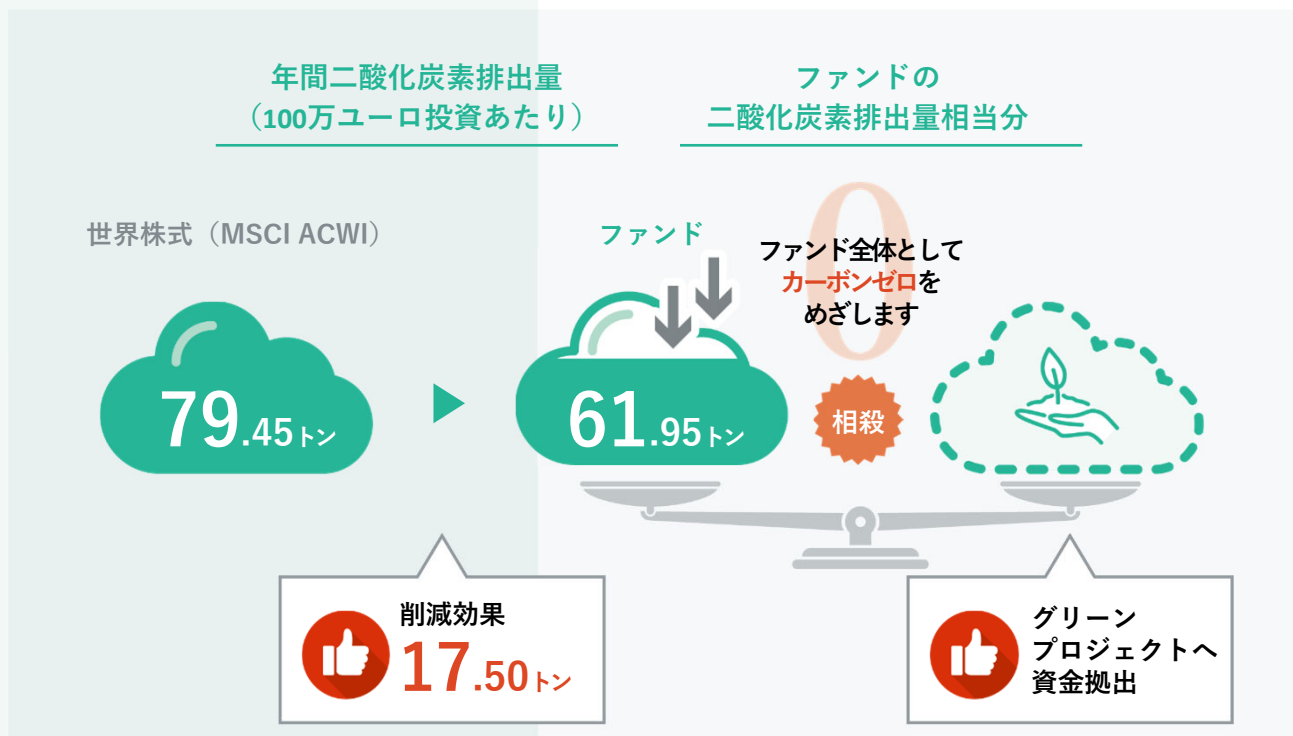 年間二酸化炭素排出量
（100万ユーロ投資あたり）
ファンドの
二酸化炭素排出量相当分
世界株式（MSCI ACWI）
ファンド
0
ファンド全体として
カーボンゼロを
めざします
79.45トン
61.95トン
相殺
削減効果
17.50トン
グリーン
プロジェクトへ
資金拠出